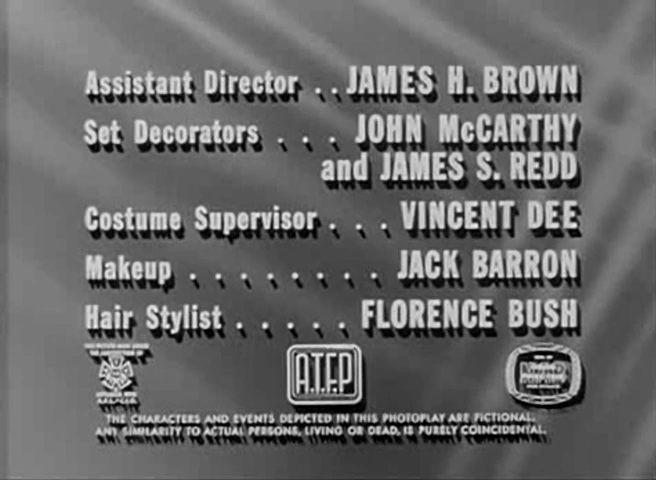 Assistant Director . . JAMES H. BROWN
Set Decorators . . . JOHN McCARTHY
and JAMES S. REDD
Costume Supervisor . . . VINCENT DEE
Makeup . . . . . . . . JACK BARRON
Hair Stylist . . . . . FLORENCE BUSH
A.T.F.P
THE CHARACTERS AND EVENTS DEPICTED IN THIS PHOTOPLAY ARE FICTIONAL.
ANY SIMILARITY TO ACTUAL PERSONS, LIVING OR DEAD, IS PURELY COINCIDENTAL.